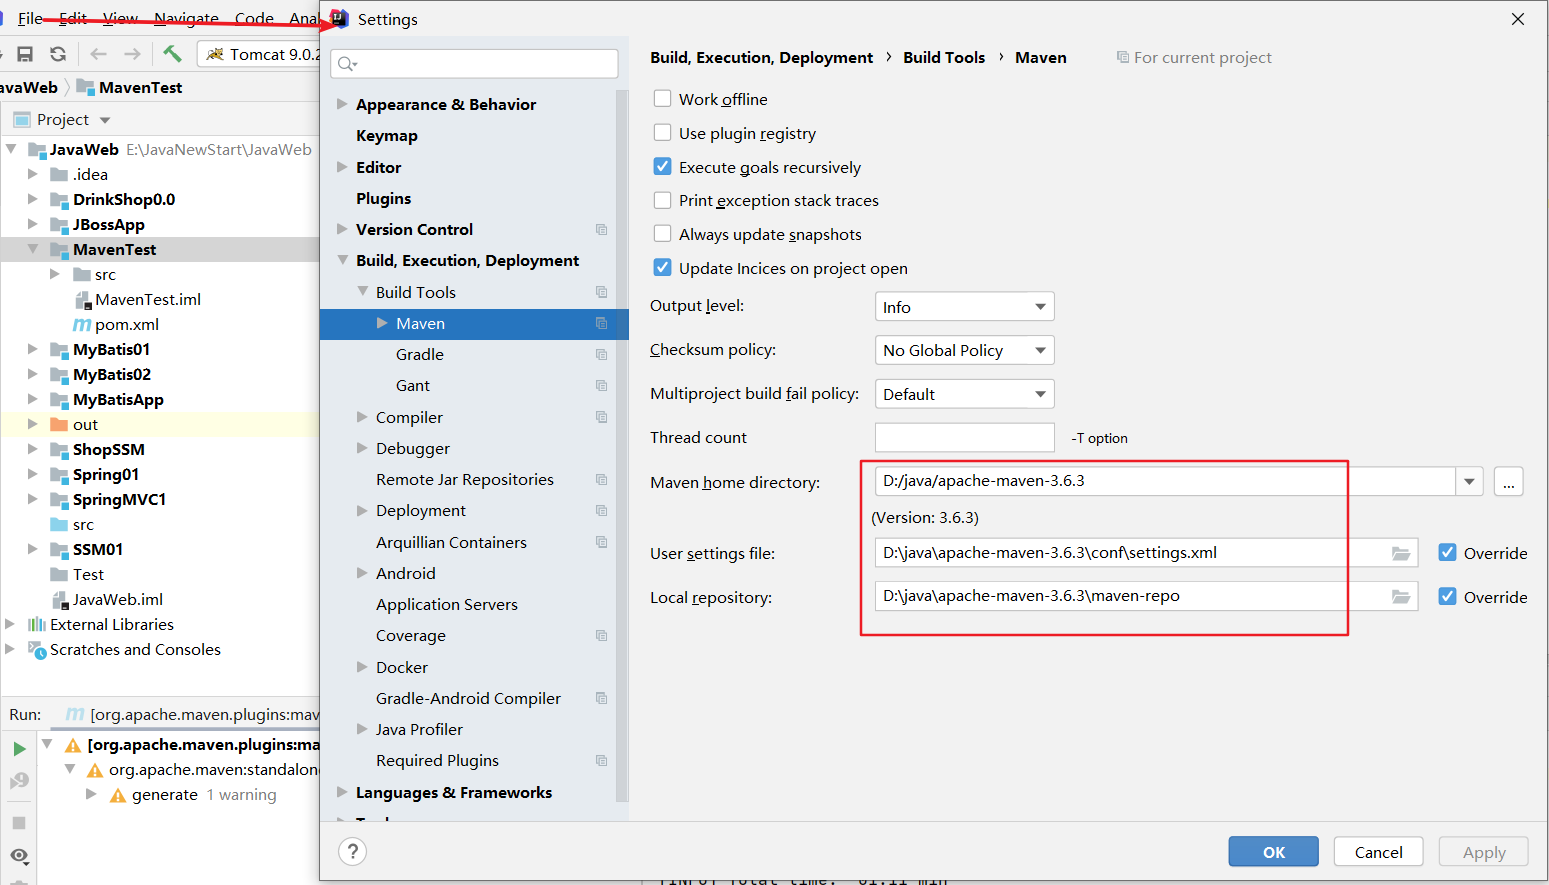 File Edit View Navigate Code Ana
Tomcat 9.0.2
avaWeb MavenTest
Project
JavaWeb E:\JavaNewStart\JavaWeb
.idea
DrinkShop0.0
JBossApp
MavenTest
src
MavenTest.iml
pom.xml
MyBatis01
MyBatis02
MyBatisApp
out
ShopSSM
Spring01
SpringMVC1
src
SSM01
Test
JavaWeb.iml
External Libraries
Scratches and Consoles
Run: [org.apache.maven.plugins:mav
[org.apache.maven.plugins:ma
org.apache.maven:standalon
generate 1 warning
Settings
Appearance & Behavior
Keymap
Editor
Plugins
Version Control
Build, Execution, Deployment
Build Tools
Maven
Gradle
Gant
Compiler
Debugger
Remote Jar Repositories
Deployment
Arquillian Containers
Android
Application Servers
Coverage
Docker
Gradle-Android Compiler
Java Profiler
Required Plugins
Languages & Frameworks
Build, Execution, Deployment › Build Tools › Maven For current project
Work offline
Use plugin registry
Execute goals recursively
Print exception stack traces
Always update snapshots
Update Incices on project open
Output level: Info
Checksum policy: No Global Policy
Multiproject build fail policy: Default
Thread count -T option
Maven home directory: D:/java/apache-maven-3.6.3 ...
(Version: 3.6.3)
User settings file: D:\java\apache-maven-3.6.3\conf\settings.xml Override
Local repository: D:\java\apache-maven-3.6.3\maven-repo Override
? OK Cancel Apply